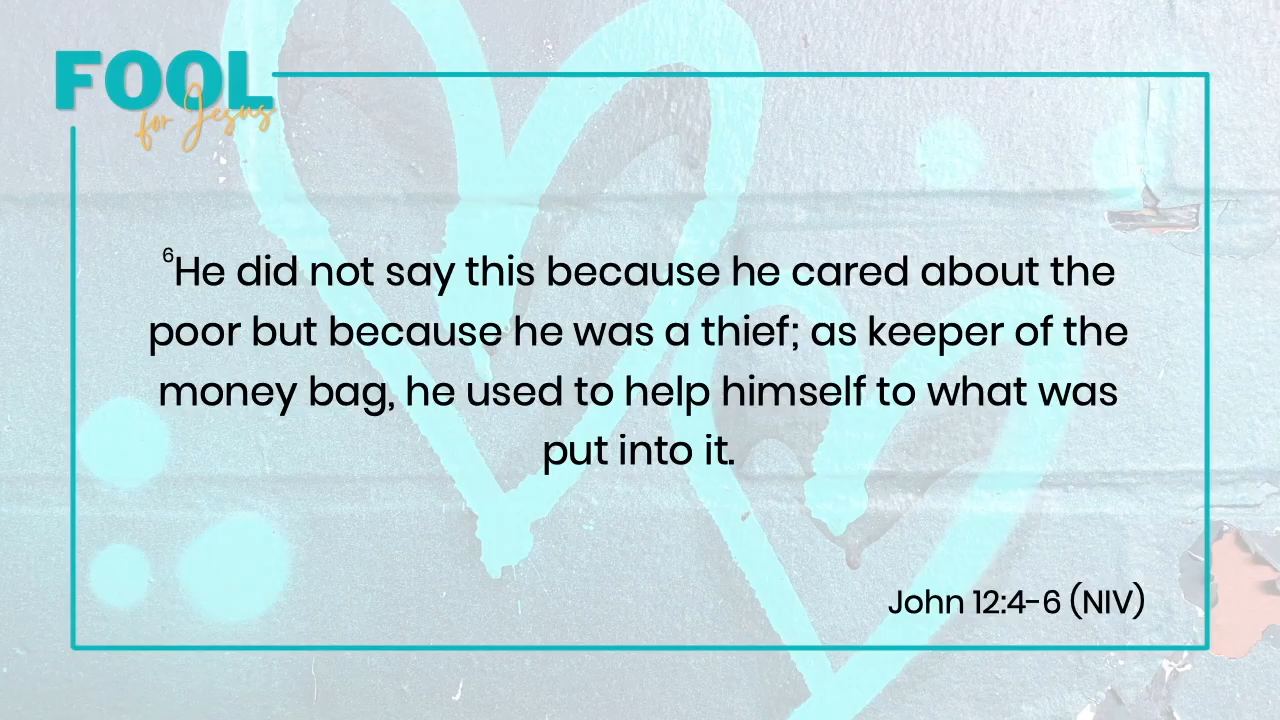 FOOL
for Jesus
⁶He did not say this because he cared about the
poor but because he was a thief; as keeper of the
money bag, he used to help himself to what was
put into it.
John 12:4-6 (NIV)